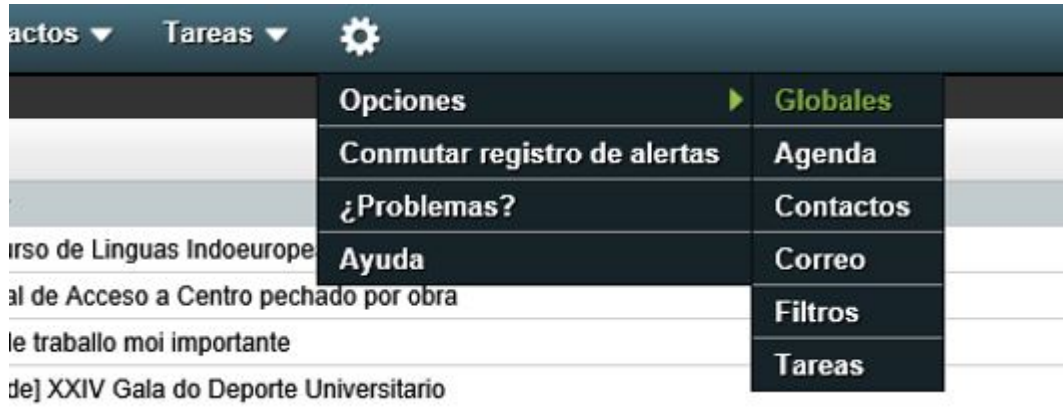 actos Tareas
Opciones Globales
Conmutar registro de alertas Agenda
¿Problemas? Contactos
Ayuda Correo
Filtros
Tareas
urso de Linguas Indoeurope
al de Acceso a Centro pechado por obra
le traballo moi importante
de] XXIV Gala do Deporte Universitario